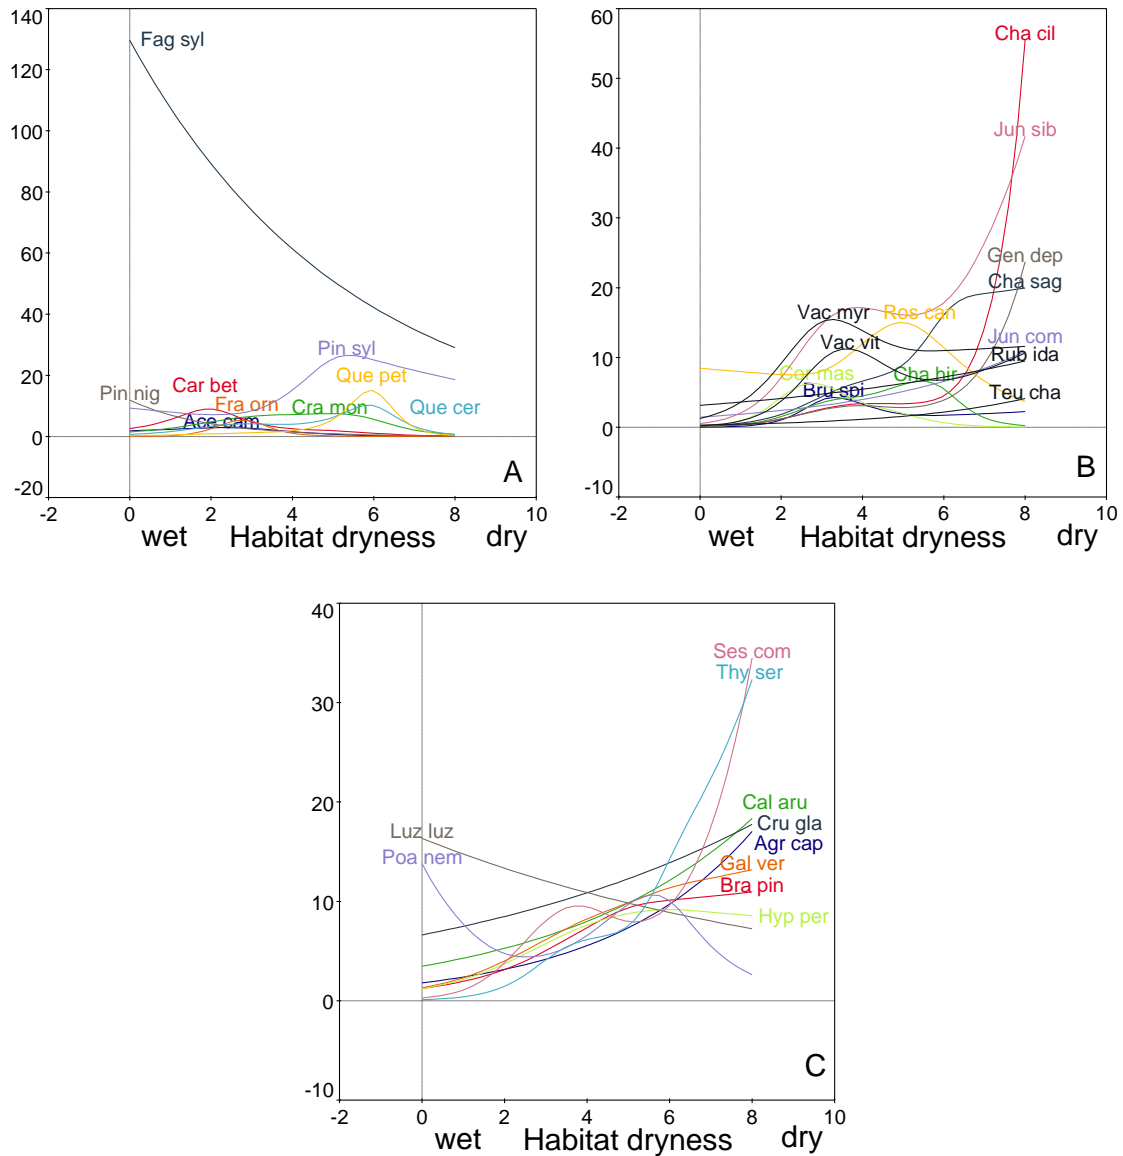 140
120
100
80
60
40
20
0
-20
-2 0 2 4 6 8 10
wet Habitat dryness dry
Fag syl
Pin syl
Pin nig
Car bet
Que pet
Fra orn
Cra mon
Que cer
Ace cam
A
60
50
40
30
20
10
0
-10
-2 0 2 4 6 8 10
wet Habitat dryness dry
Cha cil
Jun sib
Gen dep
Cha sag
Vac myr
Ros can
Jun com
Vac vit
Rub ida
Cor mas
Cha hir
Bru spi
Teu cha
B
40
30
20
10
0
-10
-2 0 2 4 6 8 10
wet Habitat dryness dry
Ses com
Thy ser
Cal aru
Cru gla
Luz luz
Agr cap
Poa nem
Gal ver
Bra pin
Hyp per
C